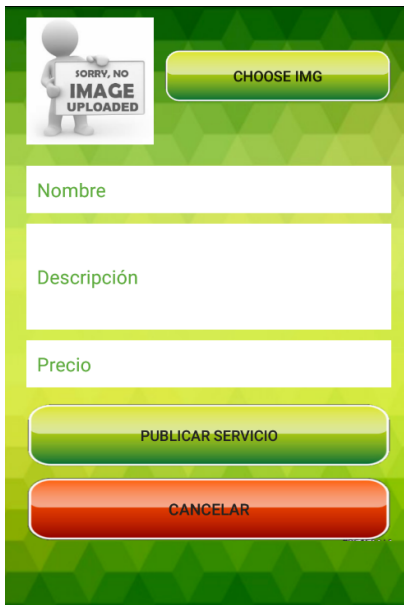 SORRY, NO
IMAGE
UPLOADED
CHOOSE IMG
Nombre
Descripción
Precio
PUBLICAR SERVICIO
CANCELAR